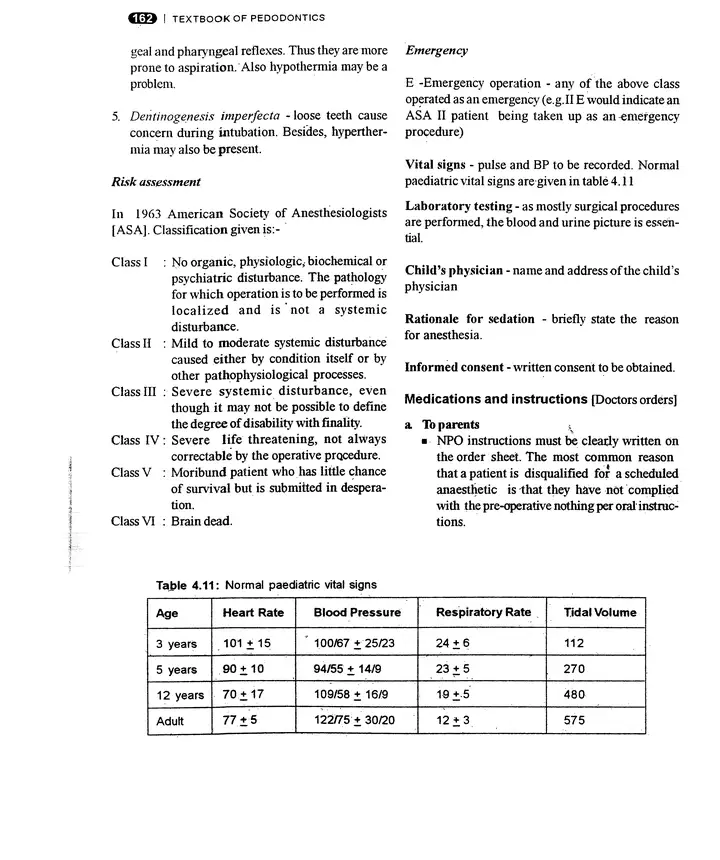 162 | TEXTBOOK OF PEDODONTICS
geal and pharyngeal reflexes. Thus they are more
prone to aspiration. Also hypothermia may be a
problem.
5. Dentinogenesis imperfecta - loose teeth cause
concern during intubation. Besides, hyperther-
mia may also be present.
Risk assessment
In 1963 American Society of Anesthesiologists
[ASA]. Classification given is:-
Class I : No organic, physiologic, biochemical or
psychiatric disturbance. The pathology
for which operation is to be performed is
localized and is not a systemic
disturbance.
Class II : Mild to moderate systemic disturbance
caused either by condition itself or by
other pathophysiological processes.
Class III : Severe systemic disturbance, even
though it may not be possible to define
the degree of disability with finality.
Class IV : Severe life threatening, not always
correctable by the operative procedure.
Class V : Moribund patient who has little chance
of survival but is submitted in despera-
tion.
Class VI : Brain dead.
Emergency
E -Emergency operation - any of the above class
operated as an emergency (e.g.II E would indicate an
ASA II patient being taken up as an emergency
procedure)
Vital signs - pulse and BP to be recorded. Normal
paediatric vital signs are given in table 4.11
Laboratory testing - as mostly surgical procedures
are performed, the blood and urine picture is essen-
tial.
Child's physician - name and address of the child's
physician
Rationale for sedation - briefly state the reason
for anesthesia.
Informed consent - written consent to be obtained.
Medications and instructions [Doctors orders]
a. To parents
■ NPO instructions must be clearly written on
the order sheet. The most common reason
that a patient is disqualified for a scheduled
anaesthetic is that they have not complied
with the pre-operative nothing per oral instruc-
tions.
Table 4.11: Normal paediatric vital signs
Age Heart Rate Blood Pressure Respiratory Rate Tidal Volume
3 years 101 ± 15 100/67 ± 25/23 24 ± 6 112
5 years 90 ± 10 94/55 ± 14/9 23 ± 5 270
12 years 70 ± 17 109/58 ± 16/9 19 ± 5 480
Adult 77 ± 5 122/75 ± 30/20 12 ± 3 575